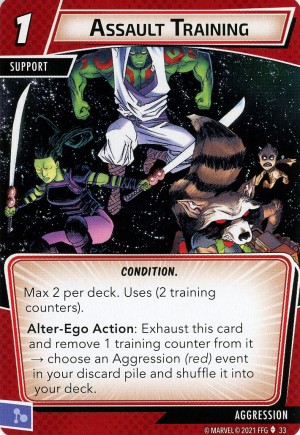 1
ASSAULT TRAINING
SUPPORT
CONDITION.
Max 2 per deck. Uses (2 training
counters).
Alter-Ego Action: Exhaust this card
and remove 1 training counter from it
→ choose an Aggression (red) event
in your discard pile and shuffle it into
your deck.
AGGRESSION
© MARVEL © 2021 FFG 33